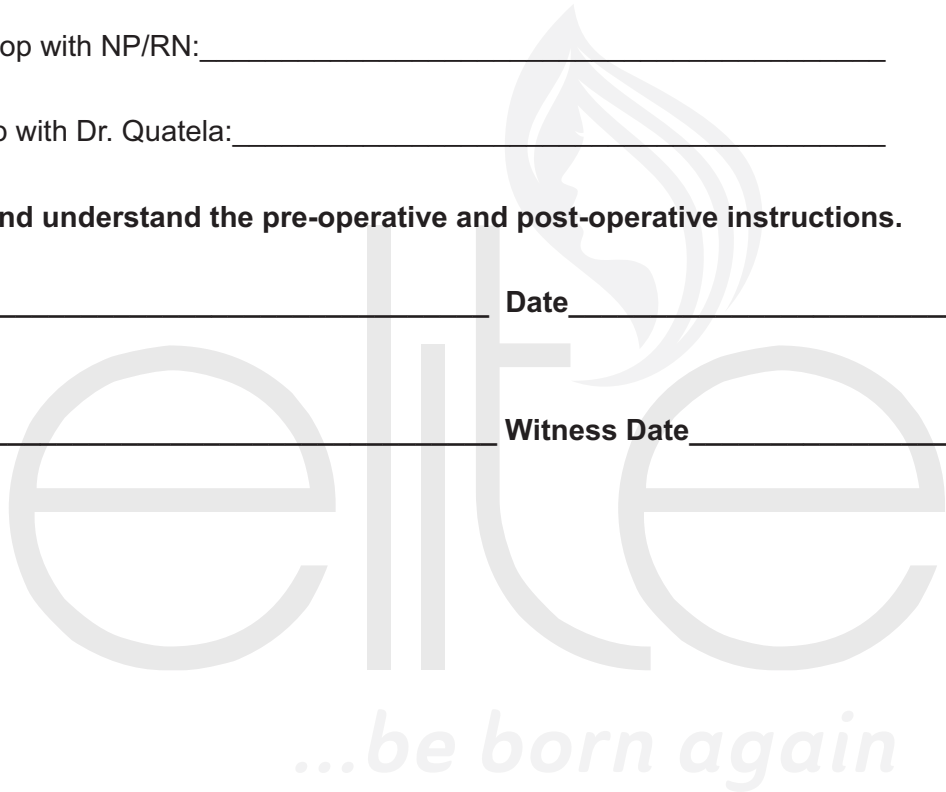 op with NP/RN:
with Dr. Quatela:
nd understand the pre-operative and post-operative instructions.
Date
Witness Date
elite
...be born again